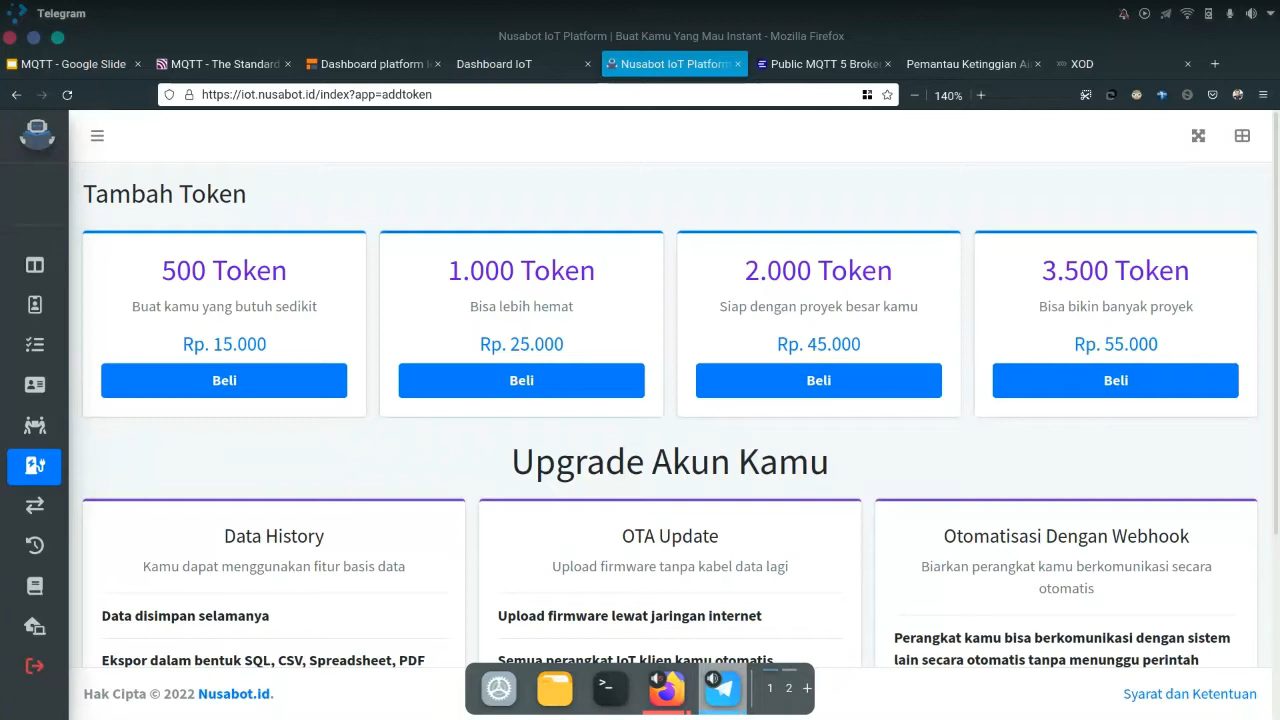 Telegram
Nusabot IoT Platform | Buat Kamu Yang Mau Instant - Mozilla Firefox
MQTT - Google Slide
MQTT - The Standard
Dashboard platform
Dashboard IoT
Nusabot IoT Platform
Public MQTT 5 Broke
Pemantau Ketinggian Ai
XOD
https://iot.nusabot.id/index?app=addtoken
140%
Tambah Token
500 Token
Buat kamu yang butuh sedikit
Rp. 15.000
Beli
1.000 Token
Bisa lebih hemat
Rp. 25.000
Beli
2.000 Token
Siap dengan proyek besar kamu
Rp. 45.000
Beli
3.500 Token
Bisa bikin banyak proyek
Rp. 55.000
Beli
Upgrade Akun Kamu
Data History
Kamu dapat menggunakan fitur basis data
Data disimpan selamanya
Ekspor dalam bentuk SQL, CSV, Spreadsheet, PDF
OTA Update
Upload firmware tanpa kabel data lagi
Upload firmware lewat jaringan internet
Semua perangkat IoT klien kamu otomatis
Otomatisasi Dengan Webhook
Biarkan perangkat kamu berkomunikasi secara
otomatis
Perangkat kamu bisa berkomunikasi dengan sistem
lain secara otomatis tanpa menunggu perintah
Hak Cipta © 2022 Nusabot.id.
Syarat dan Ketentuan
1 2 +